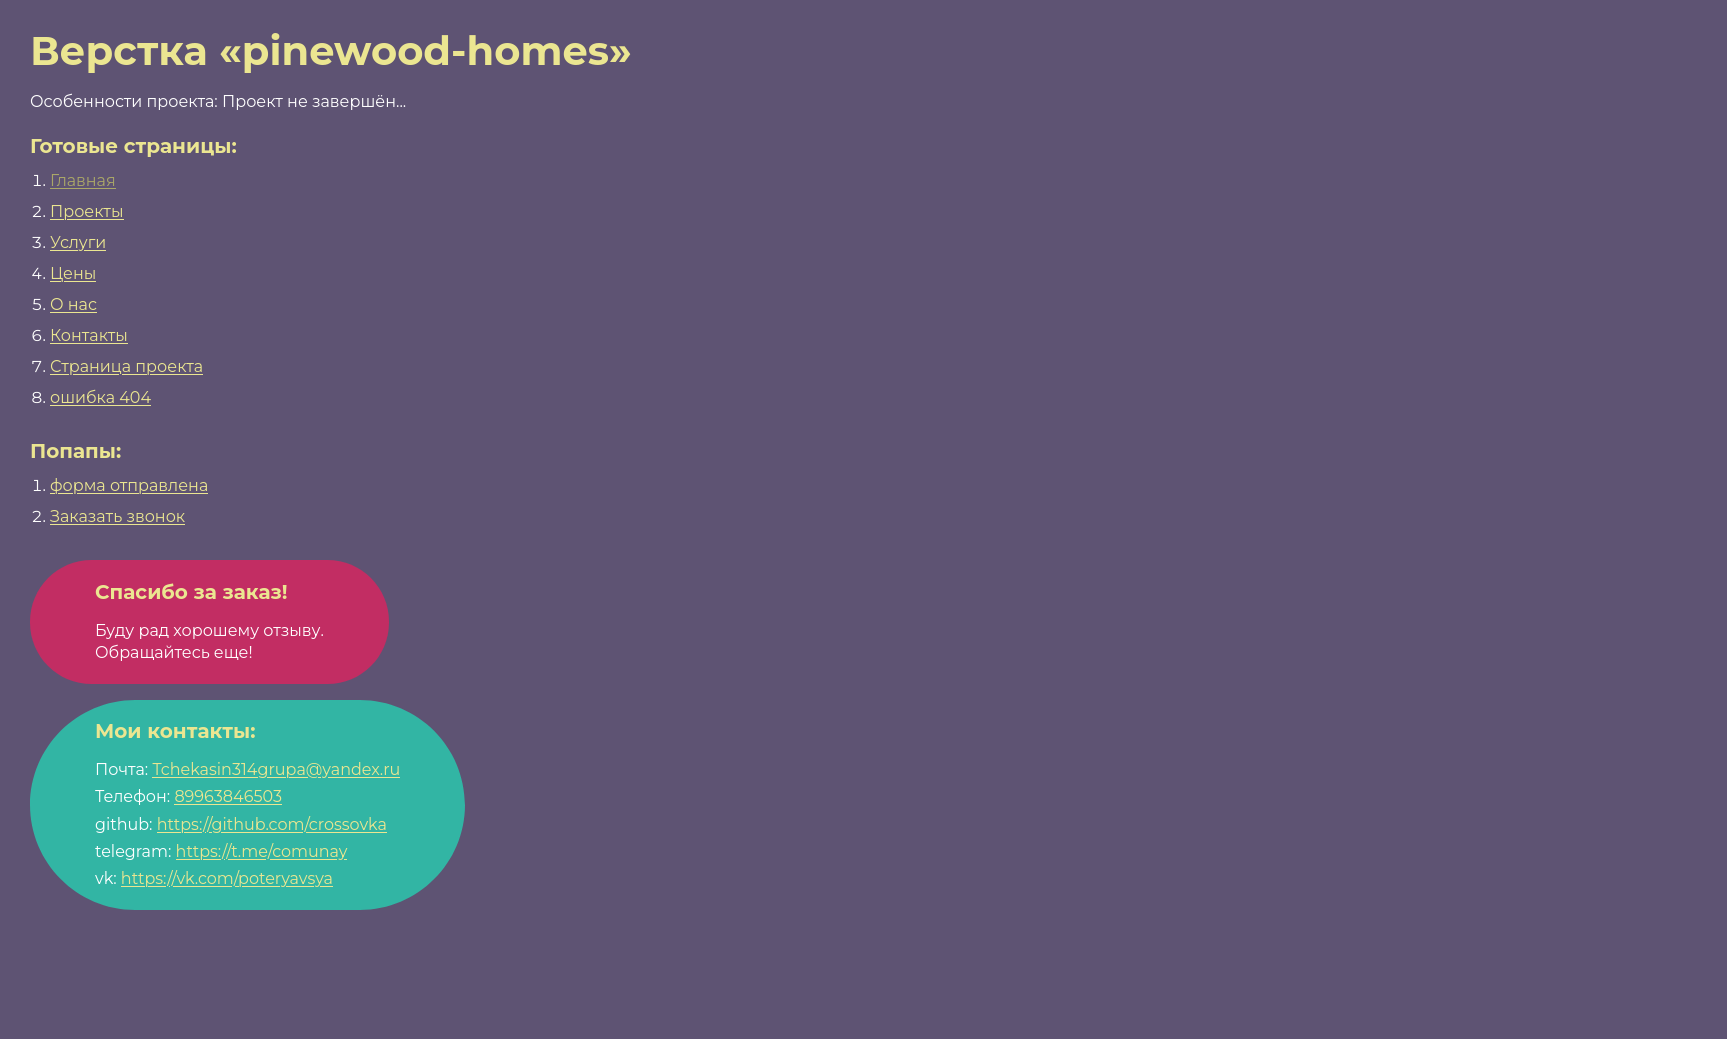 Верстка «pinewood-homes»
Особенности проекта: Проект не завершён...
Готовые страницы:
1. Главная
2. Проекты
3. Услуги
4. Цены
5. О нас
6. Контакты
7. Страница проекта
8. ошибка 404
Попапы:
1. форма отправлена
2. Заказать звонок
Спасибо за заказ!
Буду рад хорошему отзыву.
Обращайтесь еще!
Мои контакты:
Почта: Tchekasin314grupa@yandex.ru
Телефон: 89963846503
github: https://github.com/crossovka
telegram: https://t.me/comunay
vk: https://vk.com/poteryavsya